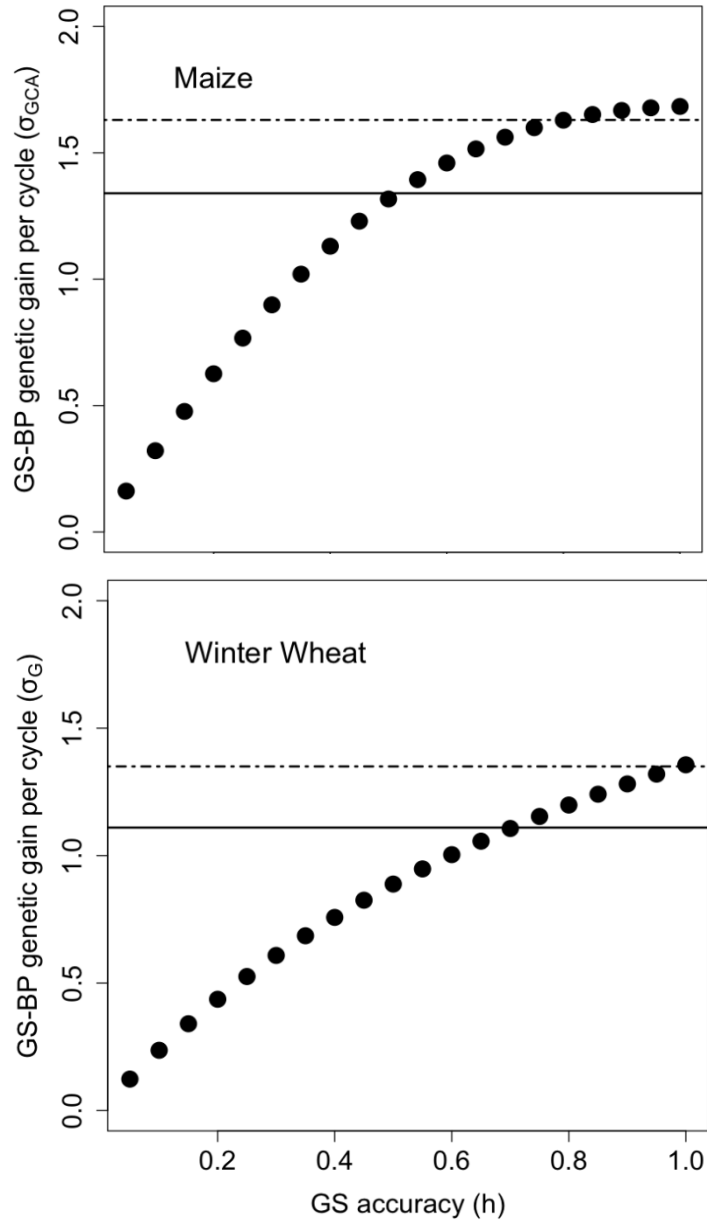 2.0
1.5
1.0
0.5
0.0
GS-BP genetic gain per cycle (σGCA)
Maize
2.0
1.5
1.0
0.5
0.0
GS-BP genetic gain per cycle (σG)
Winter Wheat
0.2 0.4 0.6 0.8 1.0
GS accuracy (h)